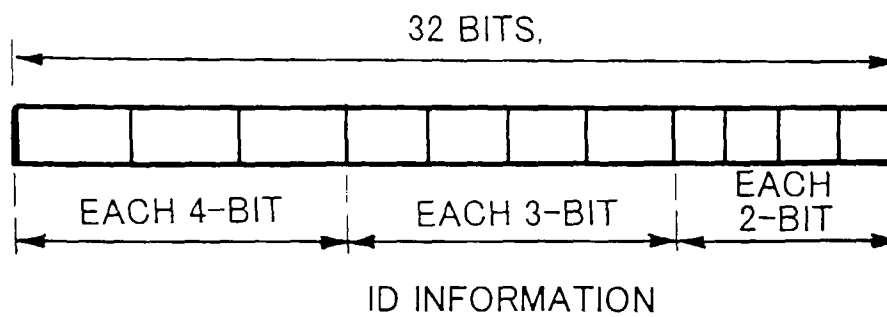 32 BITS,
EACH 4-BIT
EACH 3-BIT
EACH
2-BIT
ID INFORMATION